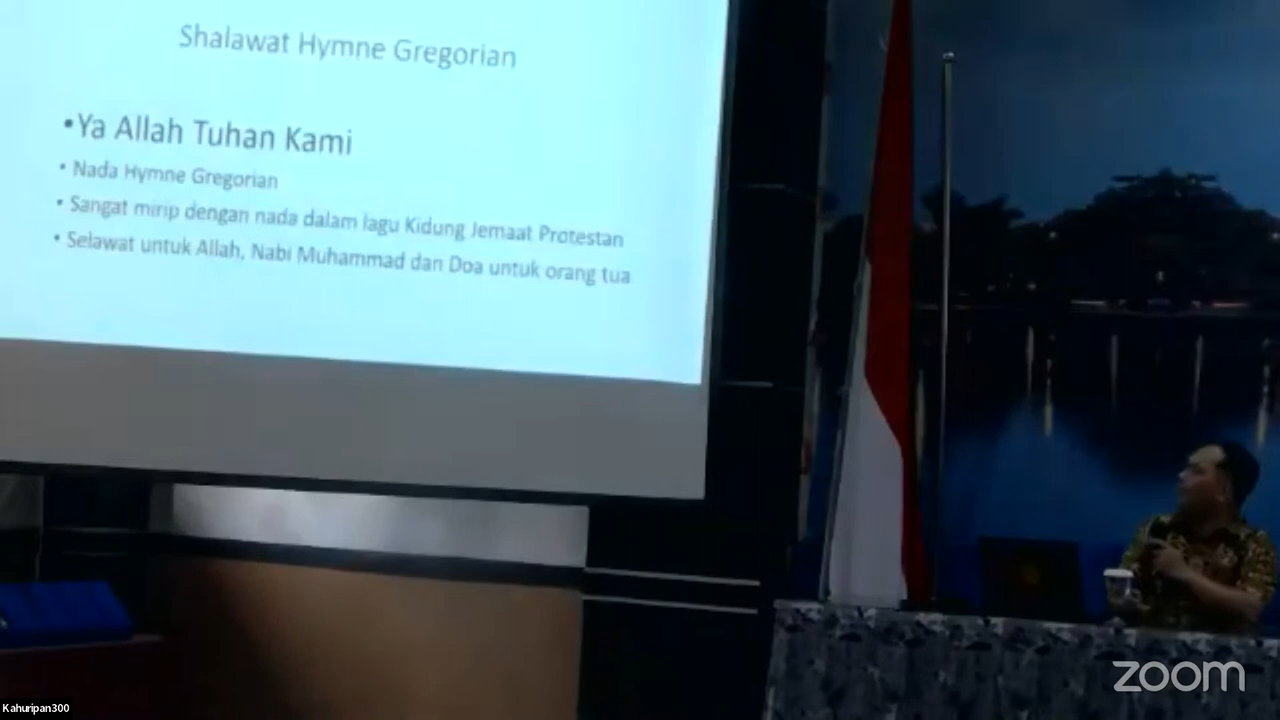 Shalawat Hymne Gregorian
•Ya Allah Tuhan Kami
• Nada Hymne Gregorian
• Sangat mirip dengan nada dalam lagu Kidung Jemaat Protestan
• Selawat untuk Allah, Nabi Muhammad dan Doa untuk orang tua
zoom
Kahuripan300